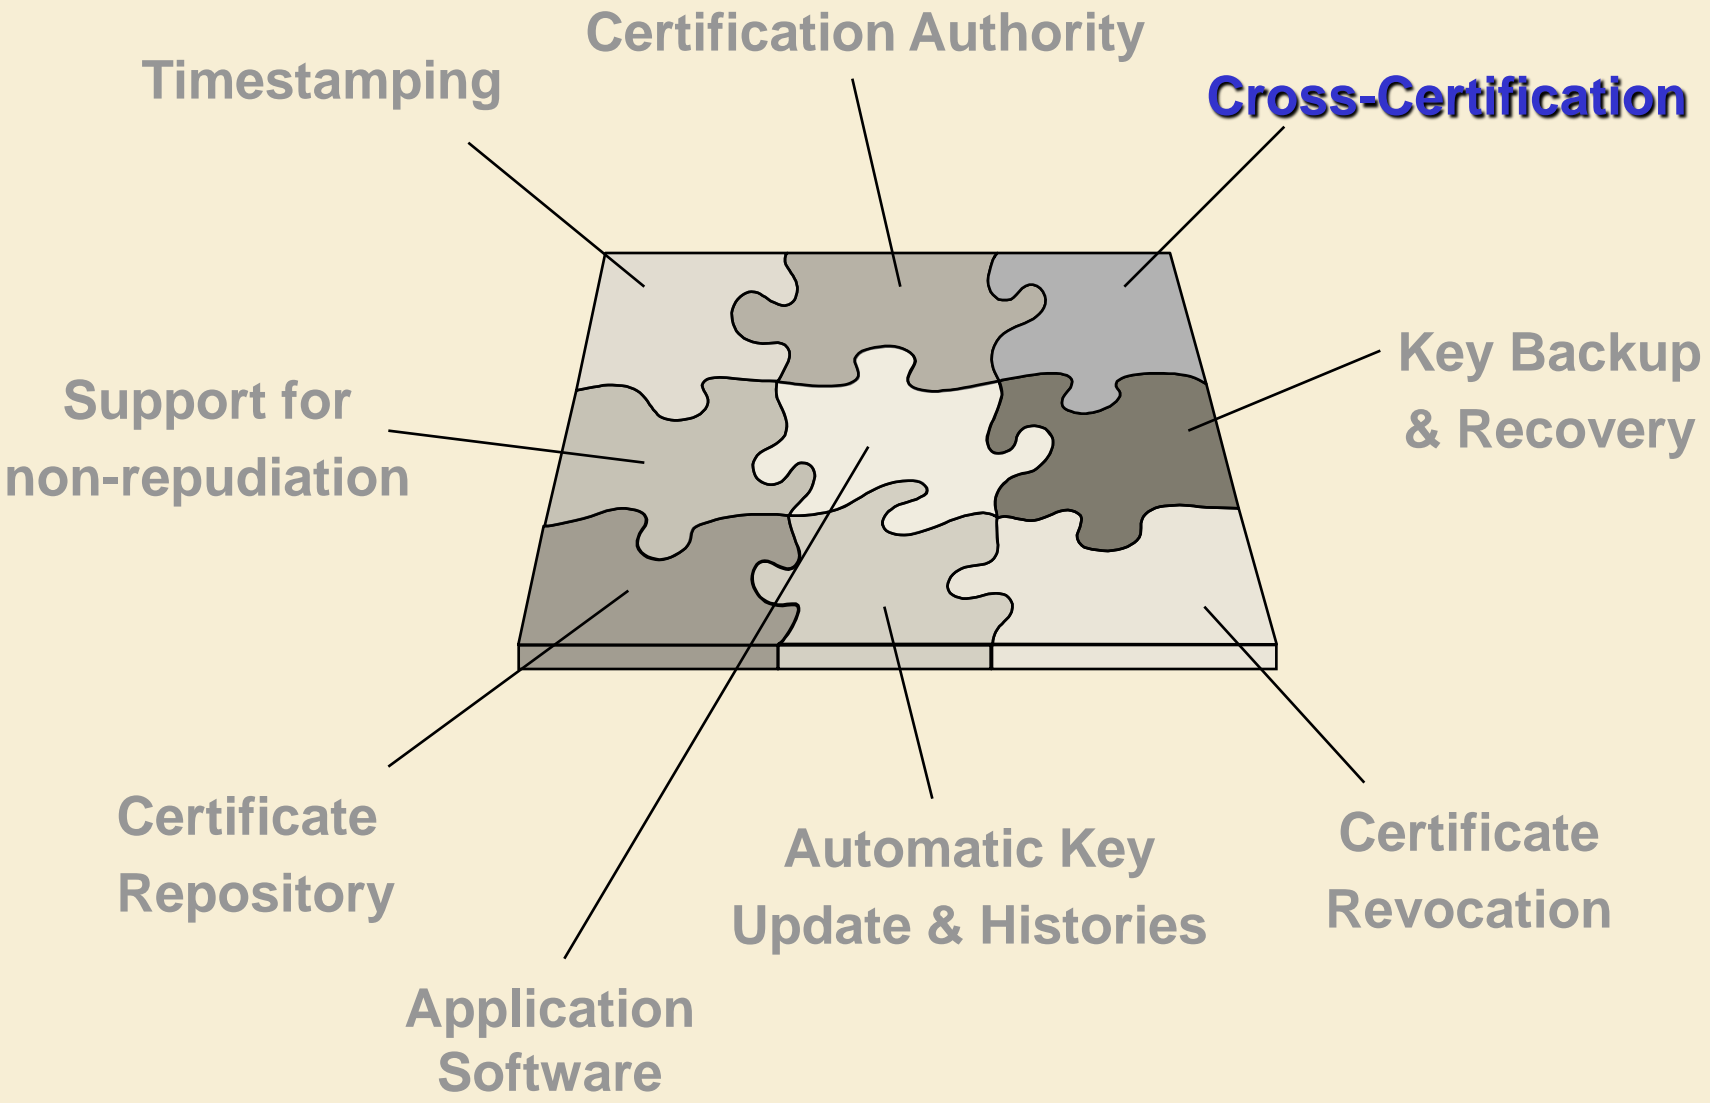 Certification Authority
Timestamping
Cross-Certification
Key Backup
& Recovery
Support for
non-repudiation
Certificate
Repository
Automatic Key
Update & Histories
Certificate
Revocation
Application
Software